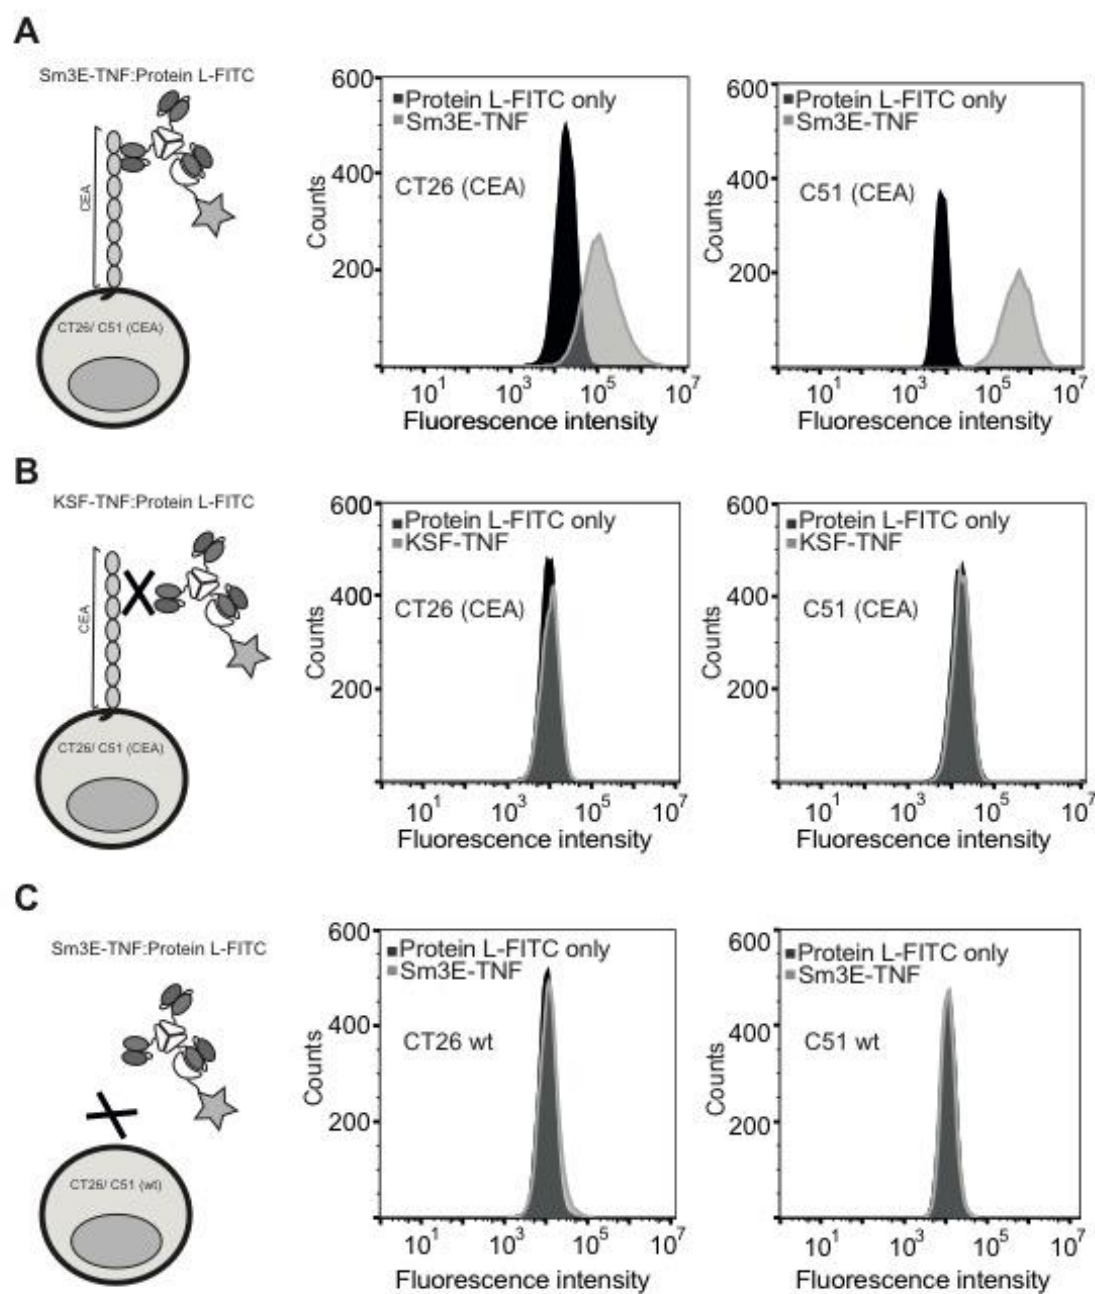 A
Sm3E-TNF:Protein L-FITC
CEA
CT26/ C51 (CEA)
600
400
200
Counts
Protein L-FITC only
Sm3E-TNF
CT26 (CEA)
10¹ 10³ 10⁵ 10⁷
Fluorescence intensity
600
400
200
Counts
Protein L-FITC only
Sm3E-TNF
C51 (CEA)
10¹ 10³ 10⁵ 10⁷
Fluorescence intensity
B
KSF-TNF:Protein L-FITC
CEA
CT26/ C51 (CEA)
600
400
200
Counts
Protein L-FITC only
KSF-TNF
CT26 (CEA)
10¹ 10³ 10⁵ 10⁷
Fluorescence intensity
600
400
200
Counts
Protein L-FITC only
KSF-TNF
C51 (CEA)
10¹ 10³ 10⁵ 10⁷
Fluorescence intensity
C
Sm3E-TNF:Protein L-FITC
CT26/ C51 (wt)
600
400
200
Counts
Protein L-FITC only
Sm3E-TNF
CT26 wt
10¹ 10³ 10⁵ 10⁷
Fluorescence intensity
600
400
200
Counts
Protein L-FITC only
Sm3E-TNF
C51 wt
10¹ 10³ 10⁵ 10⁷
Fluorescence intensity